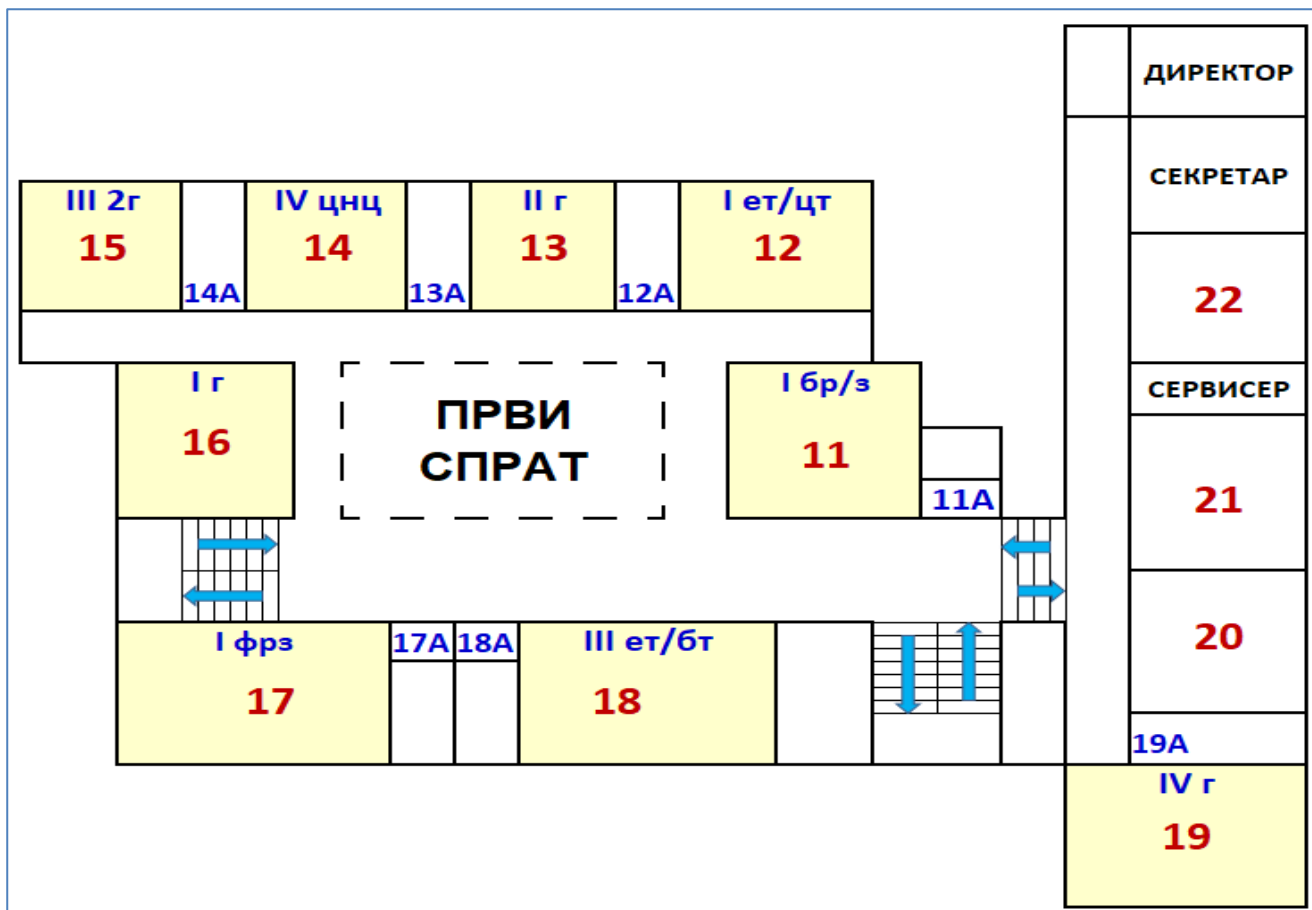 ДИРЕКТОР
СЕКРЕТАР
III 2г
15
14А
IV цнц
14
13А
II г
13
12А
I ет/цт
12
22
СЕРВИСЕР
I г
16
ПРВИ
СПРАТ
I бр/з
11
11А
21
20
I фрз
17
17А
18А
III ет/бт
18
19А
IV г
19